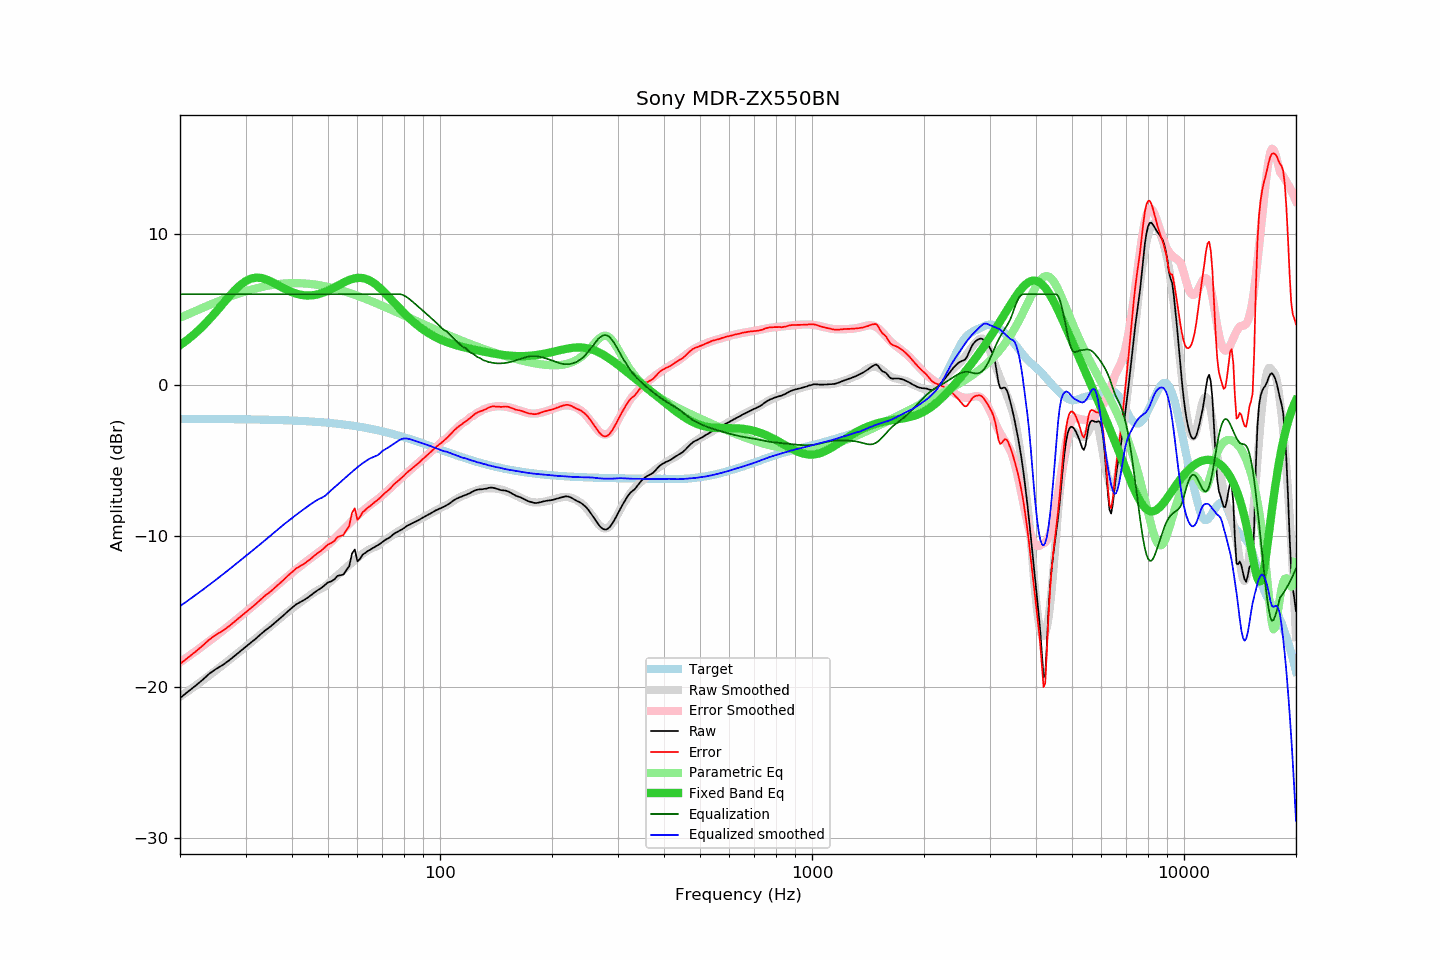 Sony MDR-ZX550BN
Amplitude (dBr)
10
0
−10
−20
−30
Target
Raw Smoothed
Error Smoothed
Raw
Error
Parametric Eq
Fixed Band Eq
Equalization
Equalized smoothed
100 1000 10000
Frequency (Hz)